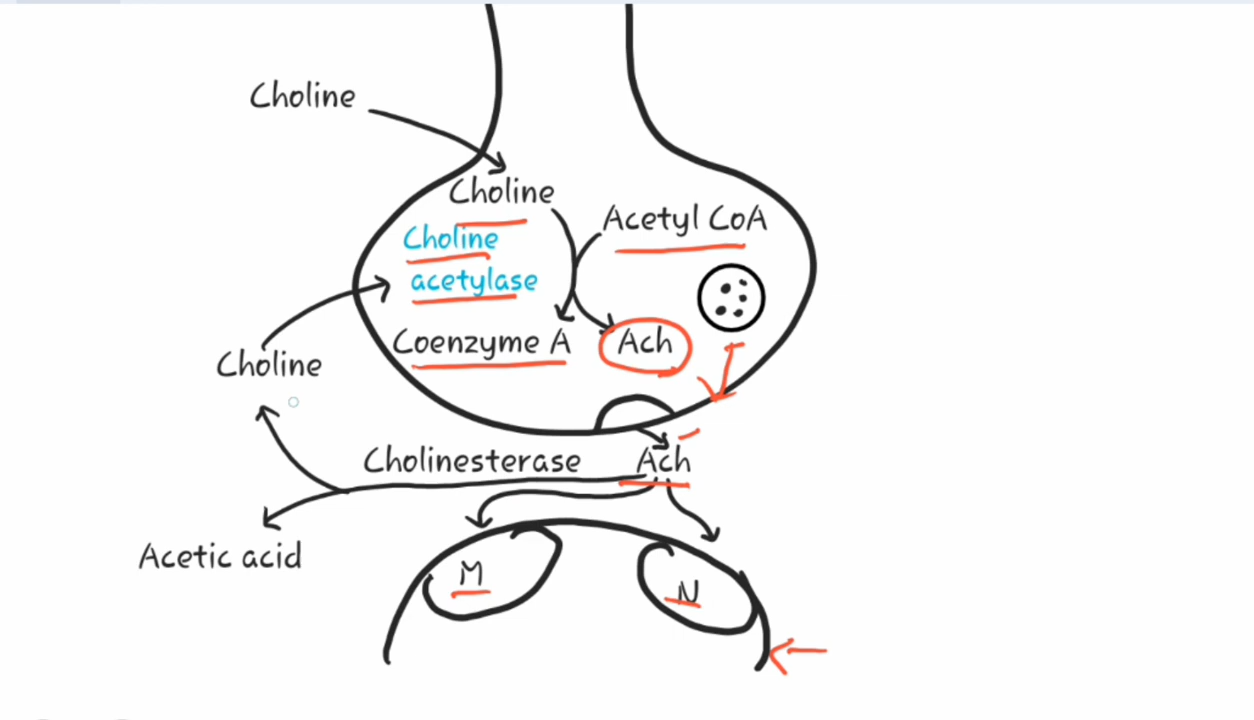 Choline
Choline
Acetyl CoA
Choline
acetylase
Coenzyme A
Ach
Choline
Cholinesterase
Ach
Acetic acid
M
N